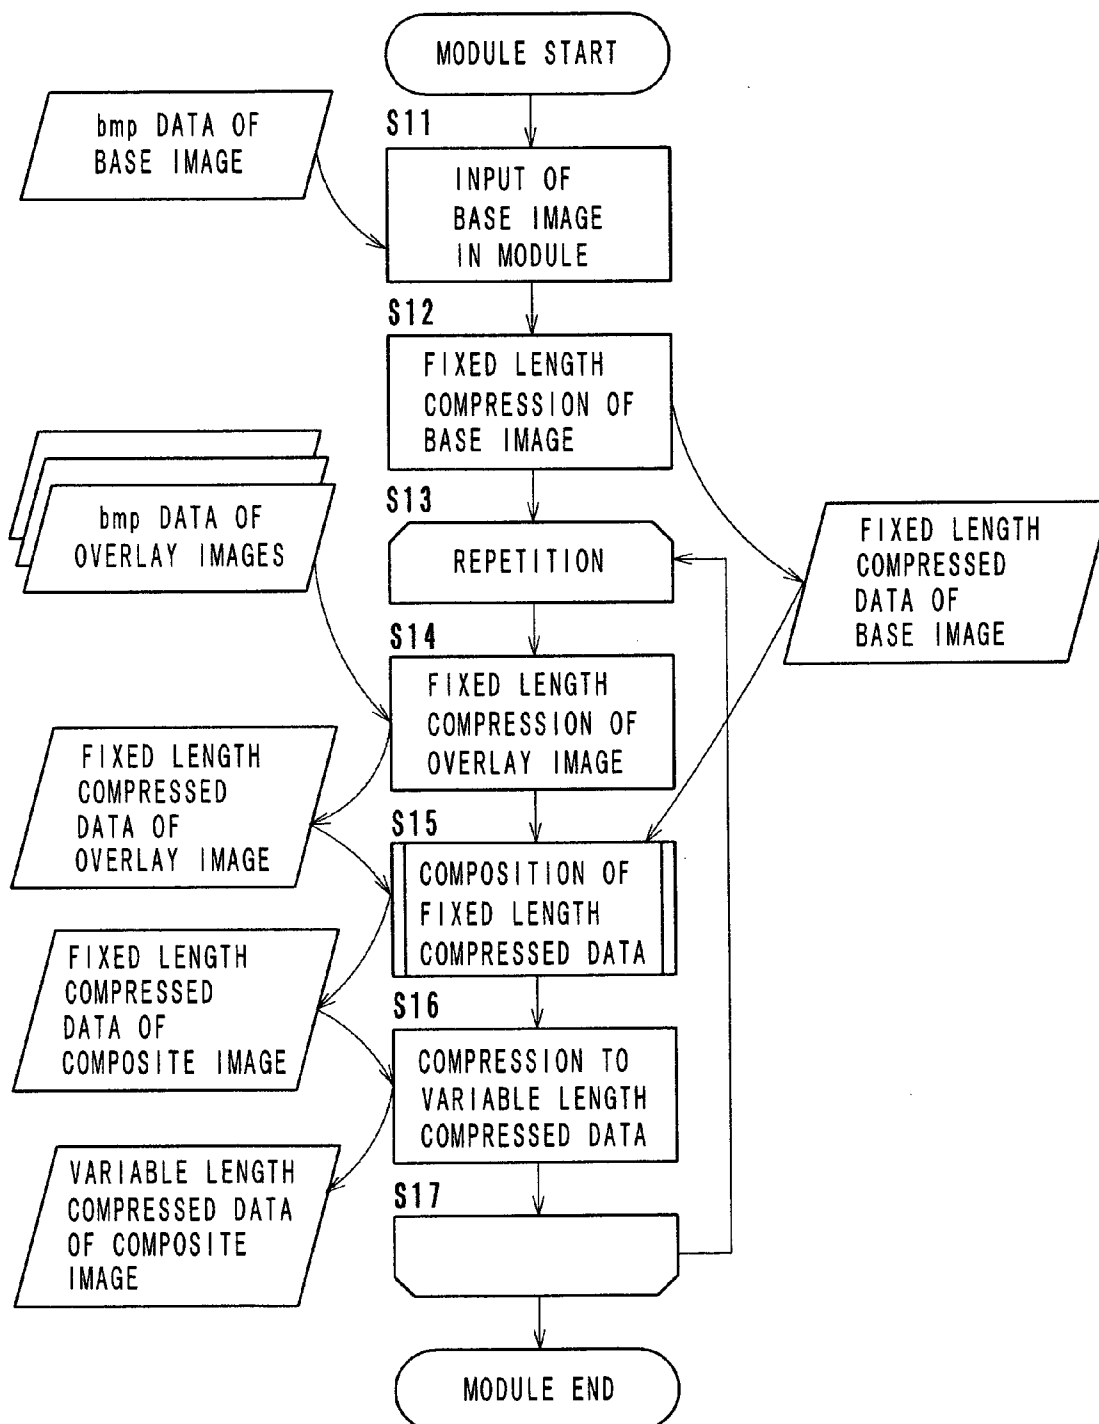 MODULE START
bmp DATA OF
BASE IMAGE
S11
INPUT OF
BASE IMAGE
IN MODULE
S12
FIXED LENGTH
COMPRESSION OF
BASE IMAGE
bmp DATA OF
OVERLAY IMAGES
S13
REPETITION
FIXED LENGTH
COMPRESSED
DATA OF
BASE IMAGE
S14
FIXED LENGTH
COMPRESSION OF
OVERLAY IMAGE
FIXED LENGTH
COMPRESSED
DATA OF
OVERLAY IMAGE
S15
COMPOSITION OF
FIXED LENGTH
COMPRESSED DATA
FIXED LENGTH
COMPRESSED
DATA OF
COMPOSITE IMAGE
S16
COMPRESSION TO
VARIABLE LENGTH
COMPRESSED DATA
VARIABLE LENGTH
COMPRESSED DATA
OF COMPOSITE
IMAGE
S17
MODULE END